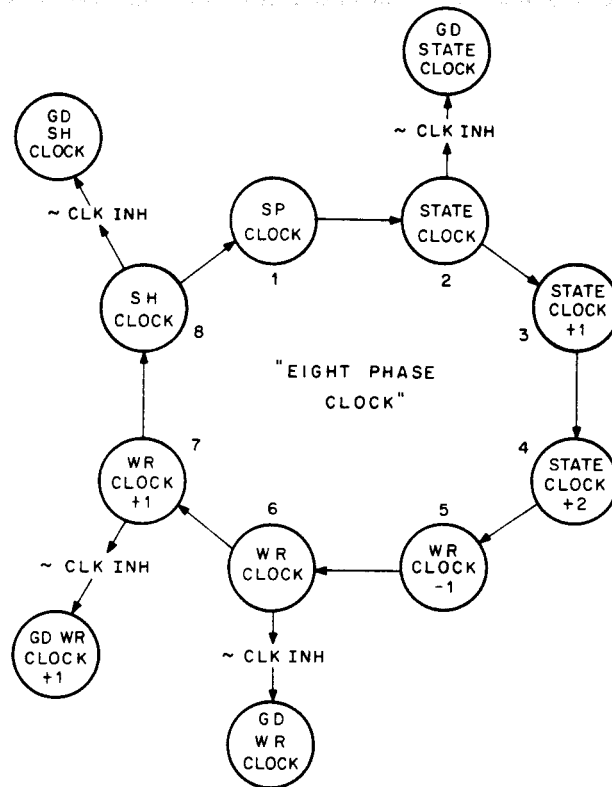 GD
STATE
CLOCK
~ CLK INH
GD
SH
CLOCK
~ CLK INH
SP
CLOCK
1
STATE
CLOCK
2
STATE
CLOCK
+1
3
SH
CLOCK
8
"EIGHT PHASE
CLOCK"
STATE
CLOCK
+2
4
WR
CLOCK
-1
5
WR
CLOCK
6
WR
CLOCK
+1
7
~ CLK INH
GD WR
CLOCK
+1
~ CLK INH
GD
WR
CLOCK